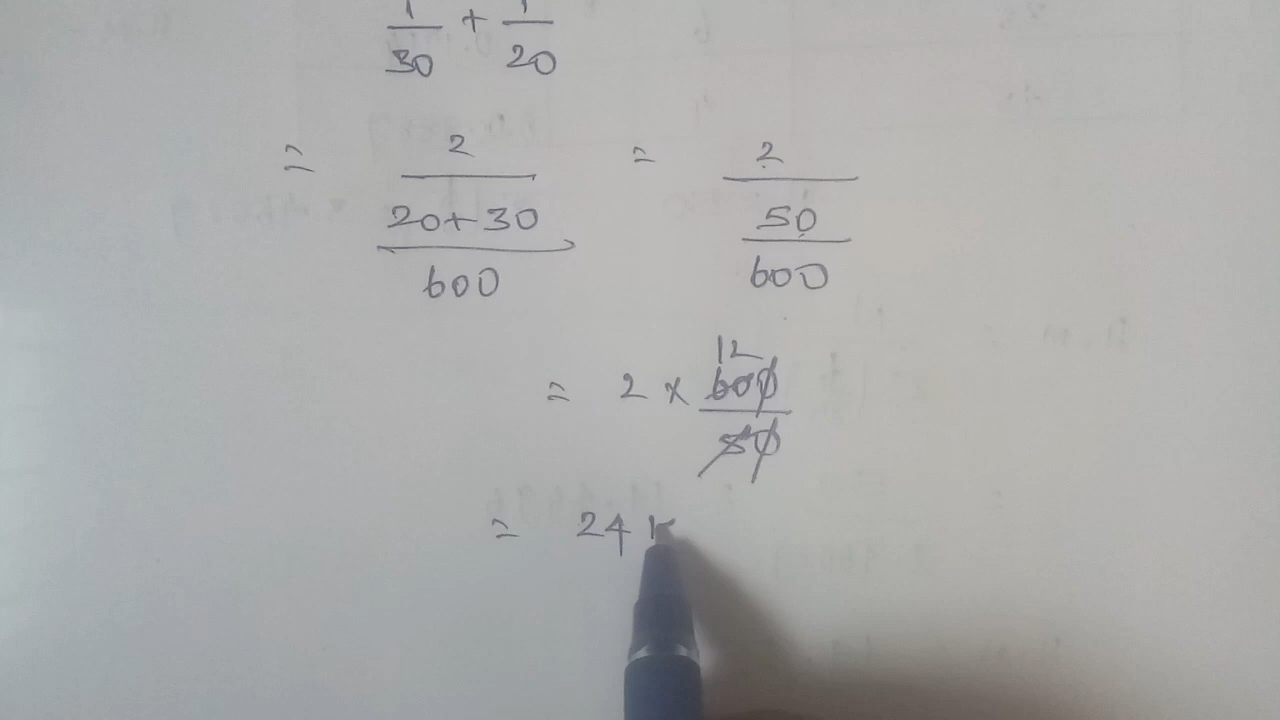 1/30 + 1/20
= 2/((20+30)/600) = 2/(50/600)
12
= 2 × 600/50
= 24 k